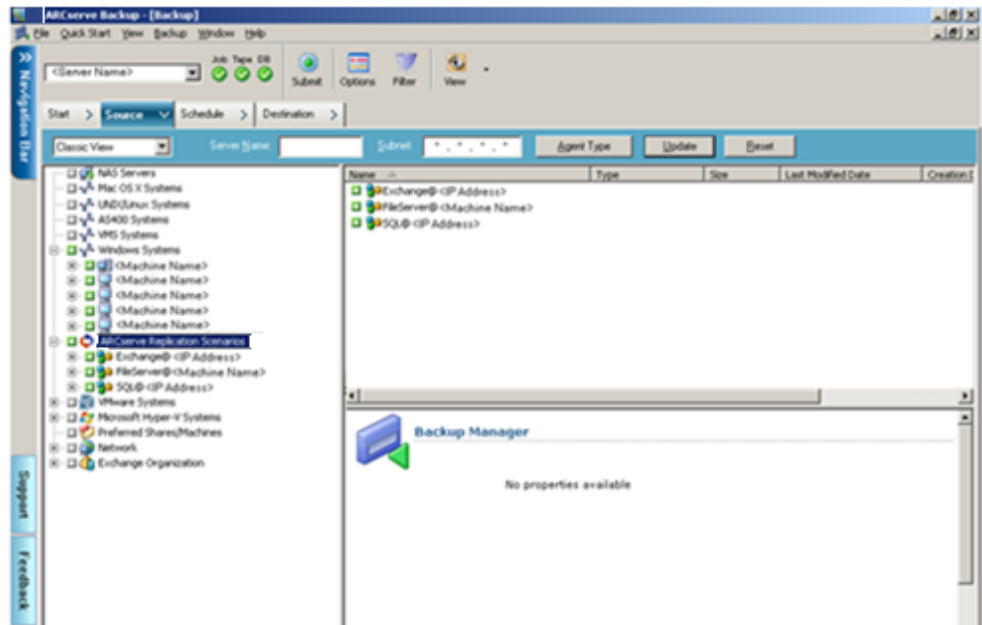 ARCserve Backup - [Backup]
File Quick Start View Backup Window Help
<Server Name> Job Tape DB Submit Options Filter View
Start > Source Schedule > Destination >
Classic View Server Name Subnet * . * . * . * Agent Type Update Reset
NAS Servers
Mac OS X Systems
UNIX/Linux Systems
AS400 Systems
VMS Systems
Windows Systems
<Machine Name>
<Machine Name>
<Machine Name>
<Machine Name>
<Machine Name>
ARCserve Replication Scenarios
Exchange@<IP Address>
FileServer@<Machine Name>
SQL@<IP Address>
VMware Systems
Microsoft Hyper-V Systems
Preferred Shares/Machines
Network
Exchange Organization
Name Type Size Last Modified Date Creation D
Exchange@<IP Address>
FileServer@<Machine Name>
SQL@<IP Address>
Backup Manager
No properties available
Navigation Bar
Support
Feedback